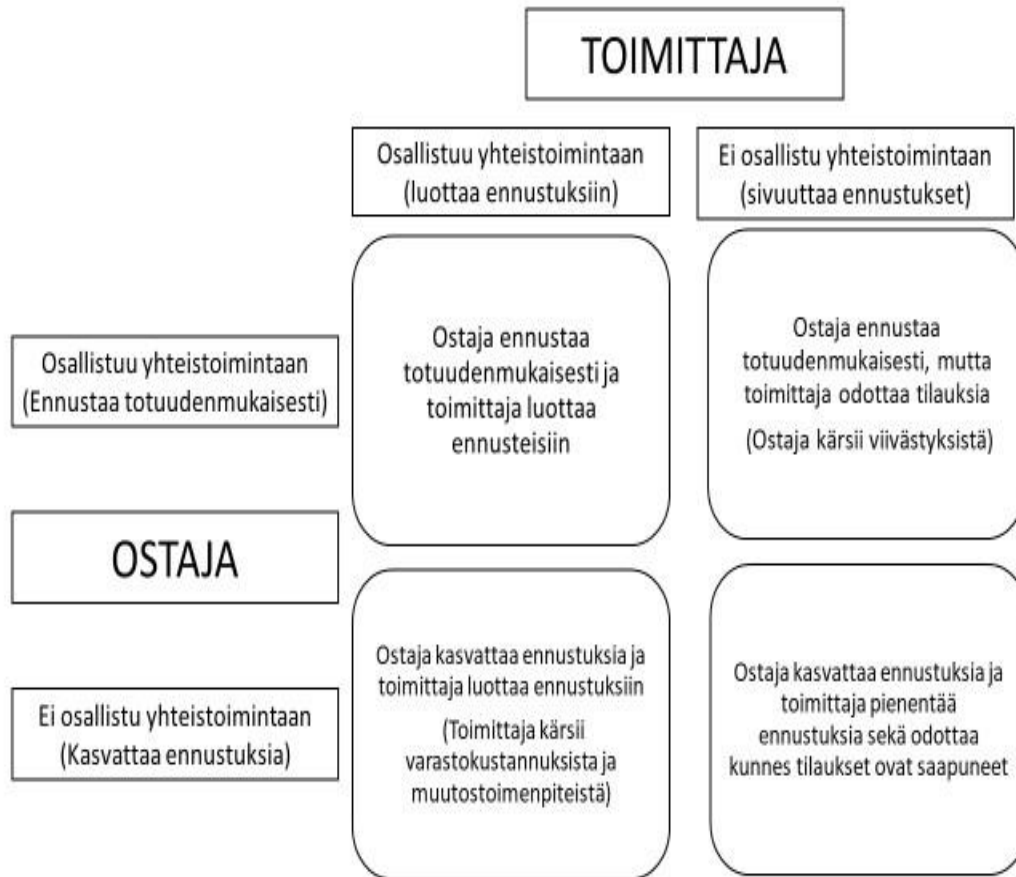 TOIMITTAJA
Osallistuu yhteistoimintaan
(luottaa ennustuksiin)
Ei osallistu yhteistoimintaan
(sivuuttaa ennustukset)
Osallistuu yhteistoimintaan
(Ennustaa totuudenmukaisesti)
Ostaja ennustaa
totuudenmukaisesti ja
toimittaja luottaa
ennusteisiin
Ostaja ennustaa
totuudenmukaisesti, mutta
toimittaja odottaa tilauksia
(Ostaja kärsii viivästyksistä)
OSTAJA
Ei osallistu yhteistoimintaan
(Kasvattaa ennustuksia)
Ostaja kasvattaa ennustuksia ja
toimittaja luottaa ennustuksiin
(Toimittaja kärsii
varastokustannuksista ja
muutostoimenpiteistä)
Ostaja kasvattaa ennustuksia ja
toimittaja pienentää
ennustuksia sekä odottaa
kunnes tilaukset ovat saapuneet